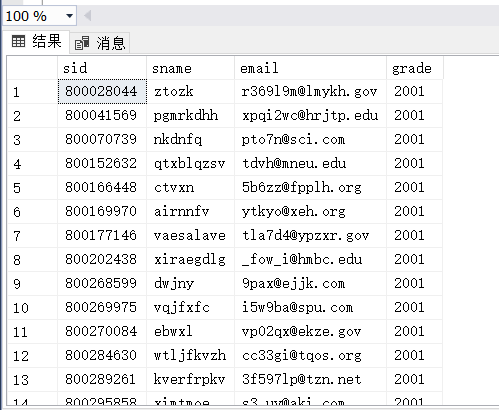 100 %
结果 消息
sid sname email grade
1 800028044 ztozk r369l9m@lmykh.gov 2001
2 800041569 pgmrkdhh xpqi2wc@hrjtp.edu 2001
3 800070739 nkdnfq pto7n@sci.com 2001
4 800152632 qtxblqzsv tdvh@mneu.edu 2001
5 800166448 ctvxn 5b6zz@fpplh.org 2001
6 800169970 airnnfv ytkyo@xeh.org 2001
7 800177146 vaesalave tla7d4@ypzxr.gov 2001
8 800202438 xiraegdlg _fow_i@hmbc.edu 2001
9 800268599 dwjny 9pax@ejjk.com 2001
10 800269975 vqjfxfc i5w9ba@spu.com 2001
11 800270084 ebwxl vp02qx@ekze.gov 2001
12 800284630 wtljfkvzh cc33gi@tqos.org 2001
13 800289261 kverfrpkv 3f597lp@tzn.net 2001
14 800295858 2001